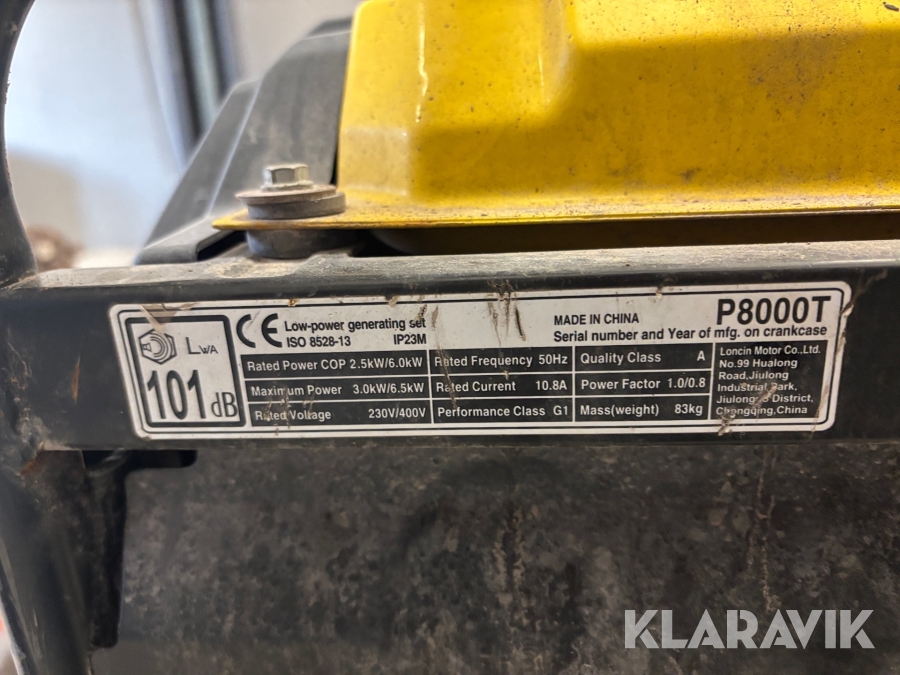 LWA
101 dB
CE Low-power generating set
ISO 8528-13 IP23M
MADE IN CHINA
P8000T
Serial number and Year of mfg. on crankcase
Rated Power COP 2.5kW/6.0kW
Maximum Power 3.0kW/6.5kW
Rated Voltage 230V/400V
Rated Frequency 50Hz
Rated Current 10.8A
Performance Class G1
Quality Class A
Power Factor 1.0/0.8
Mass(weight) 83kg
Loncin Motor Co.,Ltd.
No.99 Hualong
Road,Jiulong
Industrial Park,
District,
Chongqing,China
KLARAVIK